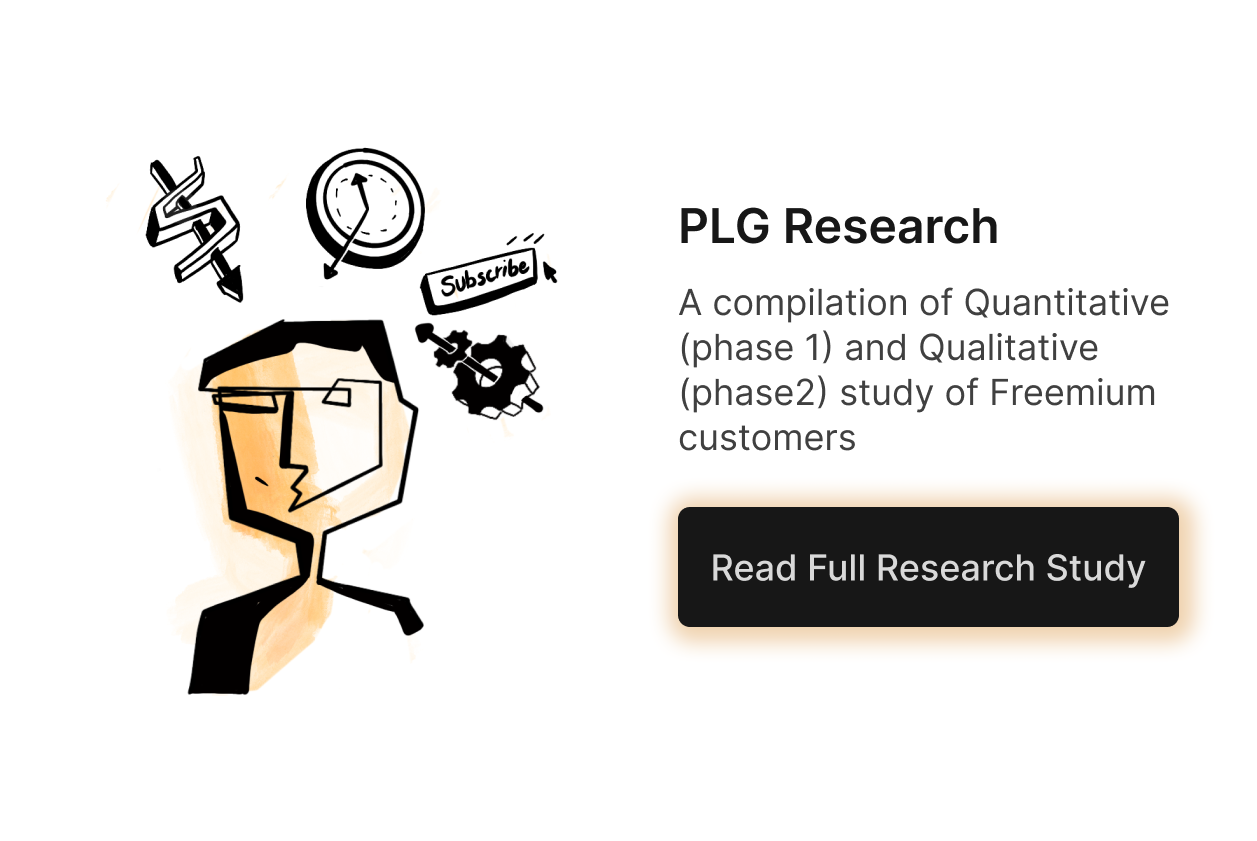 Subscribe
PLG Research
A compilation of Quantitative
(phase 1) and Qualitative
(phase2) study of Freemium
customers
Read Full Research Study